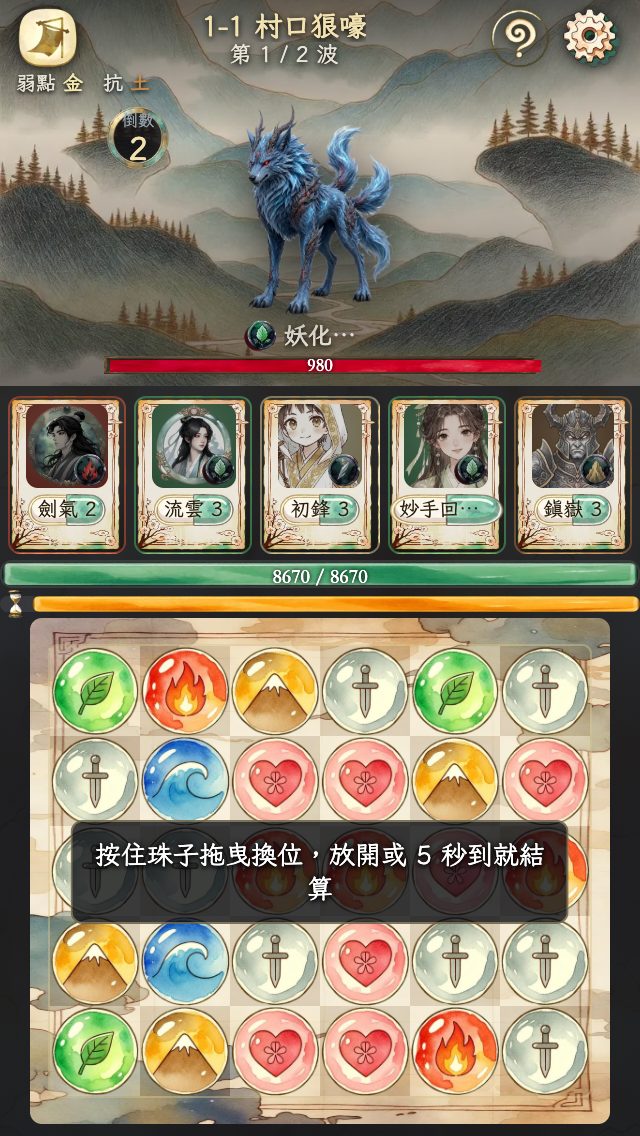 1-1 村口狼嚎
第 1 / 2 波
弱點 金 抗 土
倒數
2
妖化…
980
劍氣 2
流雲 3
初鋒 3
妙手回…
鎮嶽 3
8670 / 8670
按住珠子拖曳換位，放開或 5 秒到就結
算